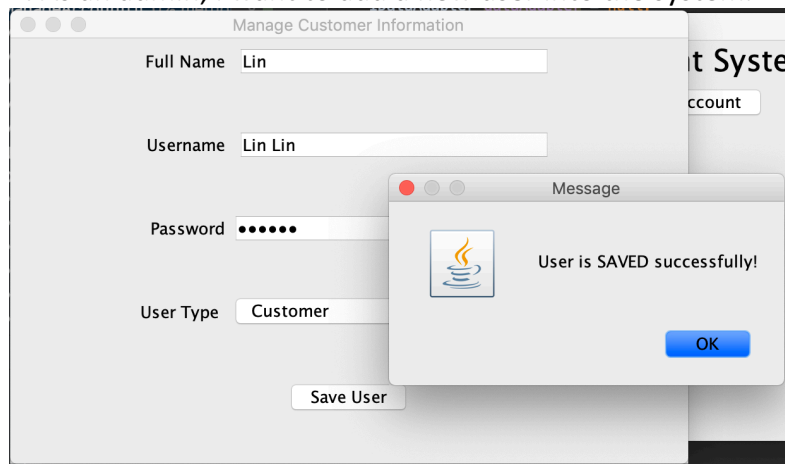 Manage Customer Information
Full Name Lin
t Syste
ccount
Username Lin Lin
Message
Password ••••••
User is SAVED successfully!
User Type Customer
OK
Save User